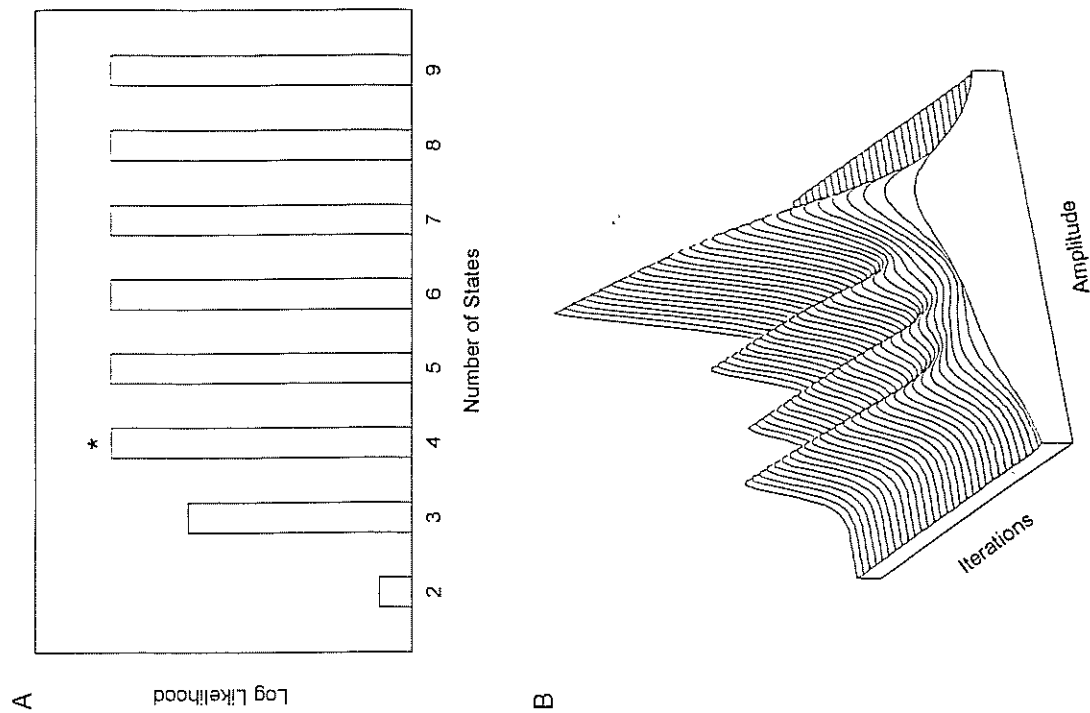 A
Log Likelihood
*
2 3 4 5 6 7 8 9
Number of States
B
Iterations
Amplitude